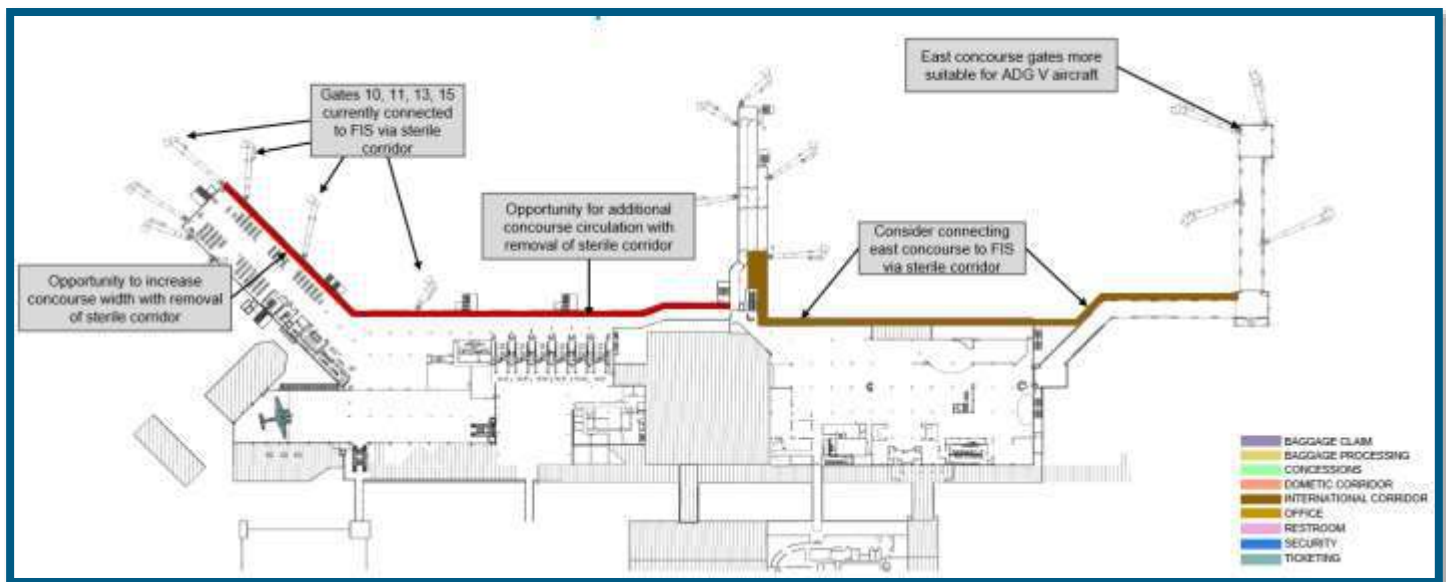 East concourse gates more
suitable for ADG V aircraft
Gates 10, 11, 13, 15
currently connected
to FIS via sterile
corridor
Opportunity for additional
concourse circulation with
removal of sterile corridor
Consider connecting
east concourse to FIS
via sterile corridor
Opportunity to increase
concourse width with removal
of sterile corridor
BAGGAGE CLAIM
BAGGAGE PROCESSING
CONCESSIONS
DOMETIC CORRIDOR
INTERNATIONAL CORRIDOR
OFFICE
RESTROOM
SECURITY
TICKETING